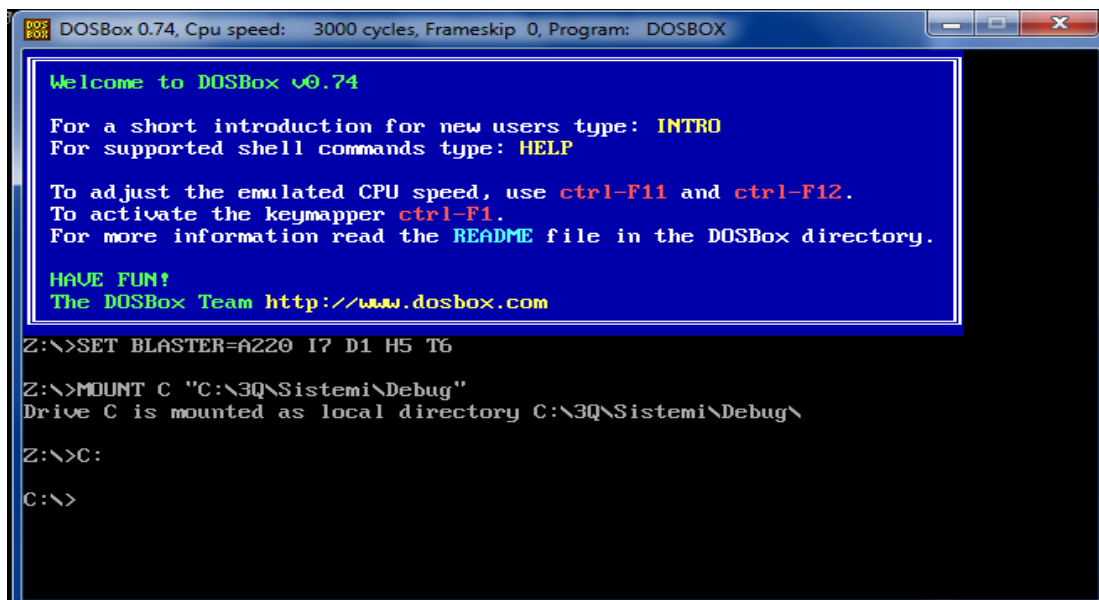 DOS BOX DOSBox 0.74, Cpu speed: 3000 cycles, Frameskip 0, Program: DOSBOX
Welcome to DOSBox v0.74
For a short introduction for new users type: INTRO
For supported shell commands type: HELP
To adjust the emulated CPU speed, use ctrl-F11 and ctrl-F12.
To activate the keymapper ctrl-F1.
For more information read the README file in the DOSBox directory.
HAVE FUN!
The DOSBox Team http://www.dosbox.com
Z:\>SET BLASTER=A220 I7 D1 H5 T6
Z:\>MOUNT C "C:\3Q\Sistemi\Debug"
Drive C is mounted as local directory C:\3Q\Sistemi\Debug\
Z:\>C:
C:\>